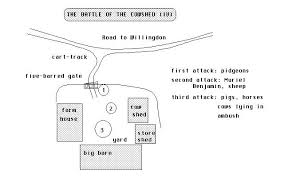 THE BATTLE OF THE COWSHED (IV)
Road to Willingdon
cart-track
five-barred gate
first attack: pidgeons
second attack: Muriel
Benjamin, sheep
third attack: pigs, horses
cows lying in
ambush
1
2
3
farm
house
cow
shed
store
shed
yard
big barn